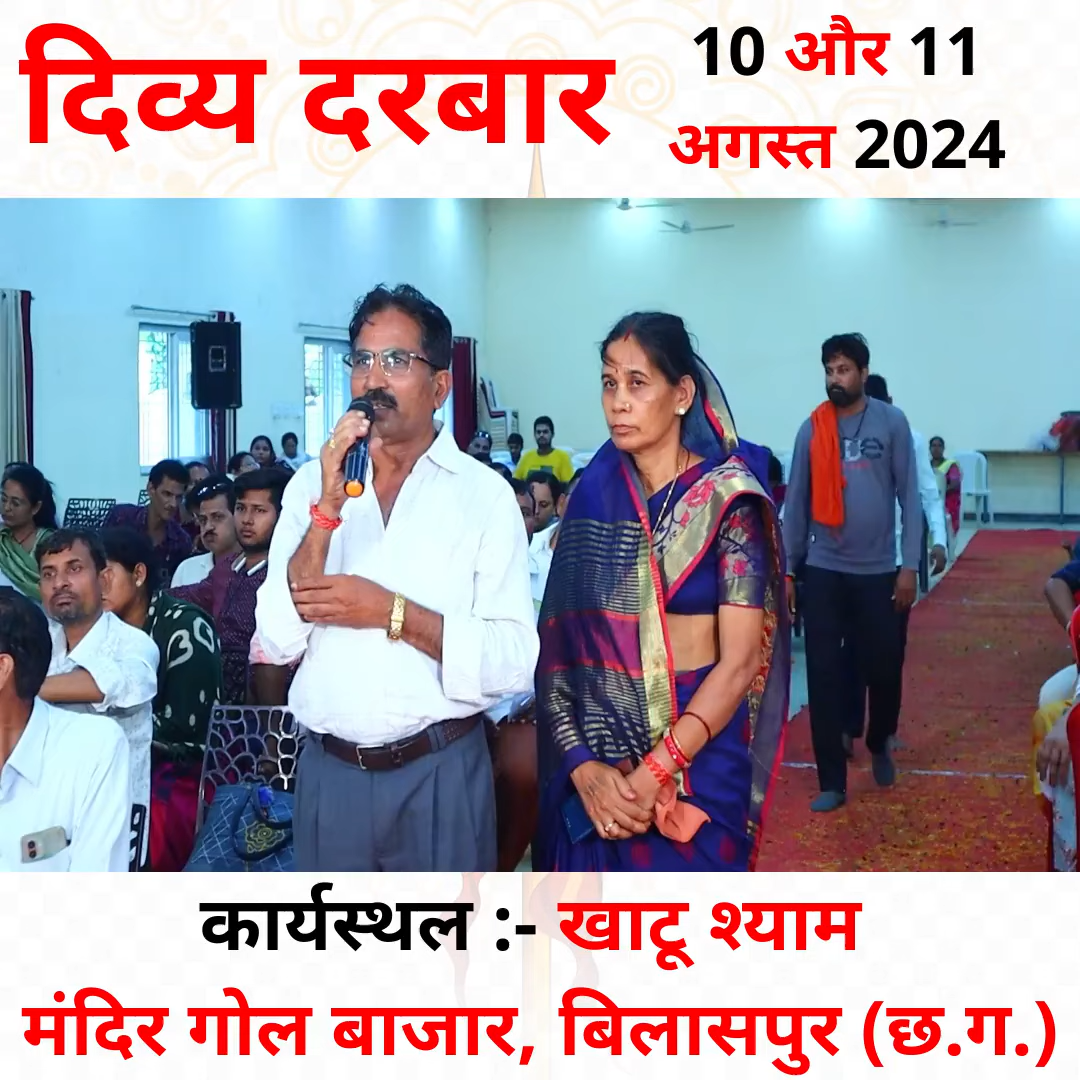 दिव्य दरबार
10 और 11
अगस्त 2024
कार्यस्थल :- खाटू श्याम
मंदिर गोल बाजार, बिलासपुर (छ.ग.)